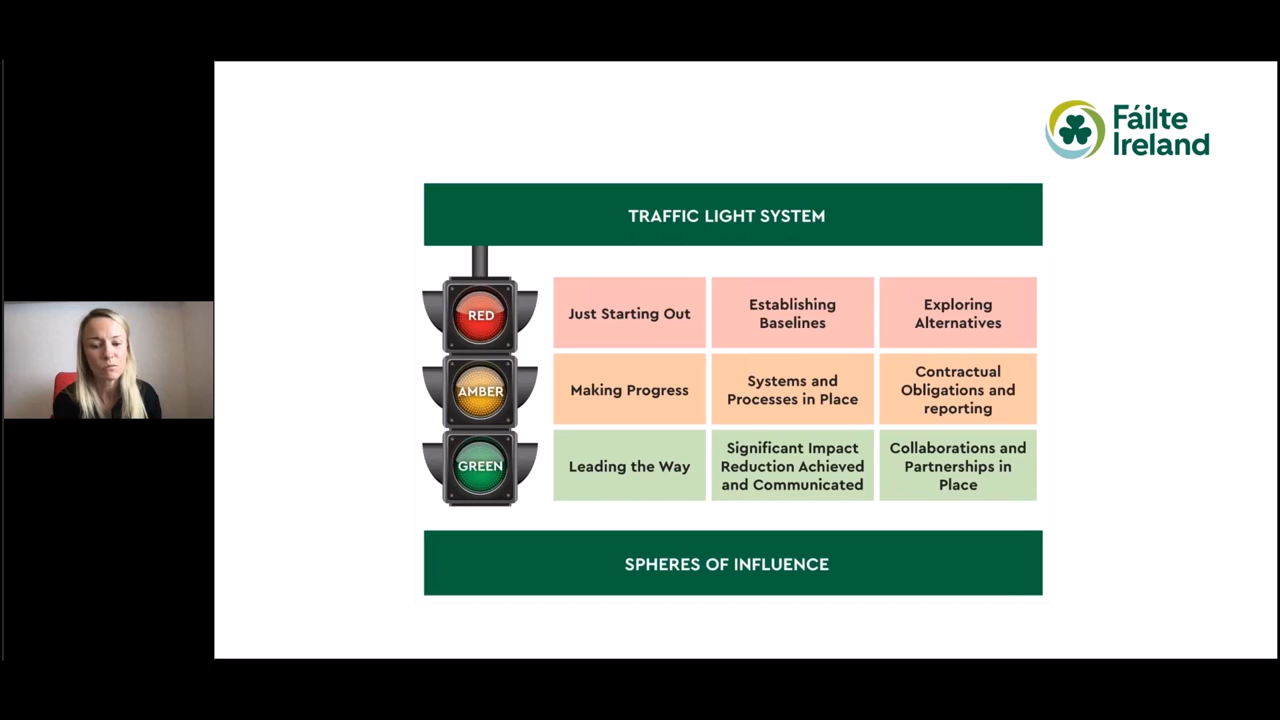 Fáilte
Ireland
TRAFFIC LIGHT SYSTEM
RED
Just Starting Out
Establishing
Baselines
Exploring
Alternatives
AMBER
Making Progress
Systems and
Processes in Place
Contractual
Obligations and
reporting
GREEN
Leading the Way
Significant Impact
Reduction Achieved
and Communicated
Collaborations and
Partnerships in
Place
SPHERES OF INFLUENCE